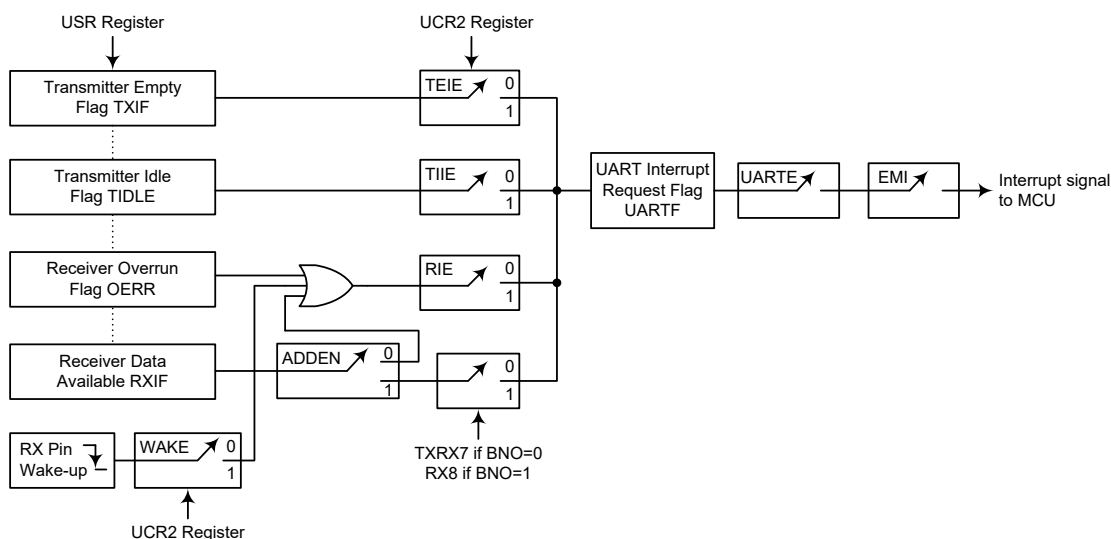 USR Register
UCR2 Register
Transmitter Empty
Flag TXIF
TEIE
0
1
Transmitter Idle
Flag TIDLE
TIIE
0
1
UART Interrupt
Request Flag
UARTF
UARTE
EMI
Interrupt signal
to MCU
Receiver Overrun
Flag OERR
RIE
0
1
Receiver Data
Available RXIF
ADDEN
0
1
0
1
RX Pin
Wake-up
WAKE
0
1
TXRX7 if BNO=0
RX8 if BNO=1
UCR2 Register